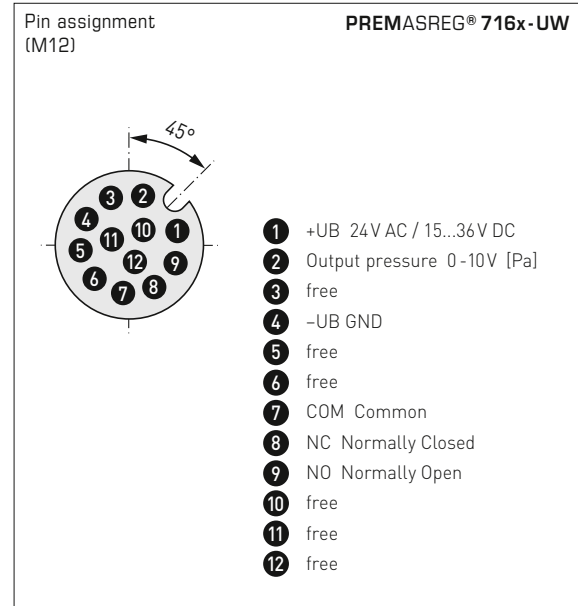 Pin assignment
(M12)
PREMASREG® 716x-UW
45°
3 2
4 10 1
11
5 12 9
6 7 8
1 +UB 24V AC / 15...36V DC
2 Output pressure 0-10V [Pa]
3 free
4 –UB GND
5 free
6 free
7 COM Common
8 NC Normally Closed
9 NO Normally Open
10 free
11 free
12 free